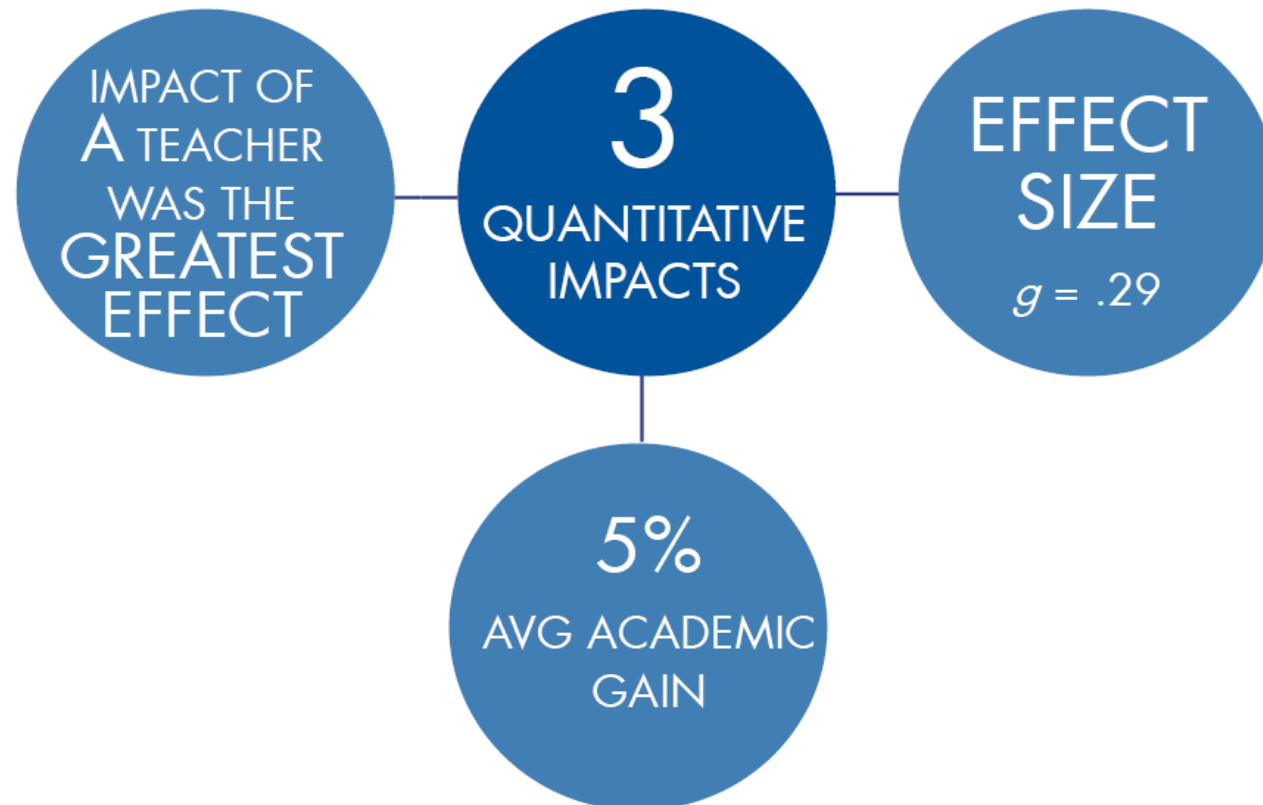 IMPACT OF
A TEACHER
WAS THE
GREATEST
EFFECT
3
QUANTITATIVE
IMPACTS
EFFECT
SIZE
g = .29
5%
AVG ACADEMIC
GAIN